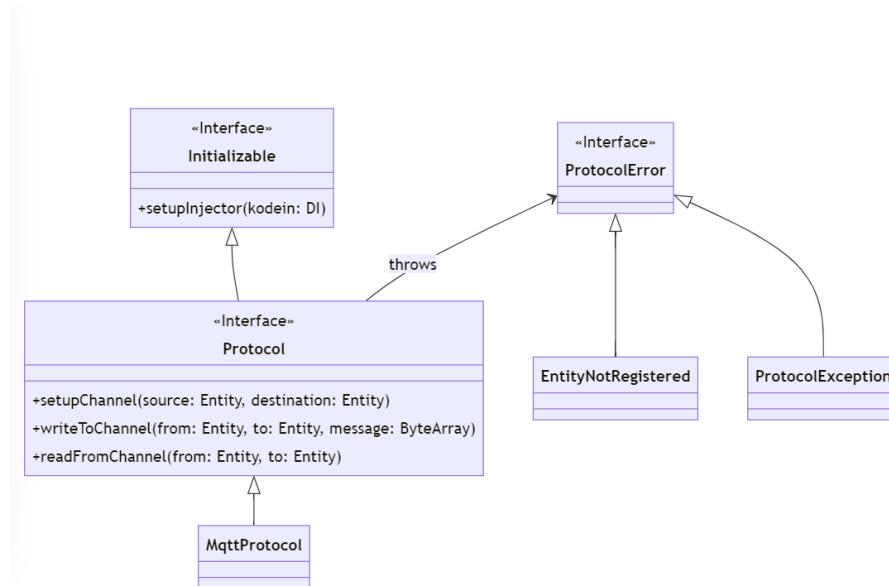 «Interface»
Initializable
+setupInjector(kodein: DI)
«Interface»
ProtocolError
throws
«Interface»
Protocol
+setupChannel(source: Entity, destination: Entity)
+writeToChannel(from: Entity, to: Entity, message: ByteArray)
+readFromChannel(from: Entity, to: Entity)
EntityNotRegistered
ProtocolException
MqttProtocol